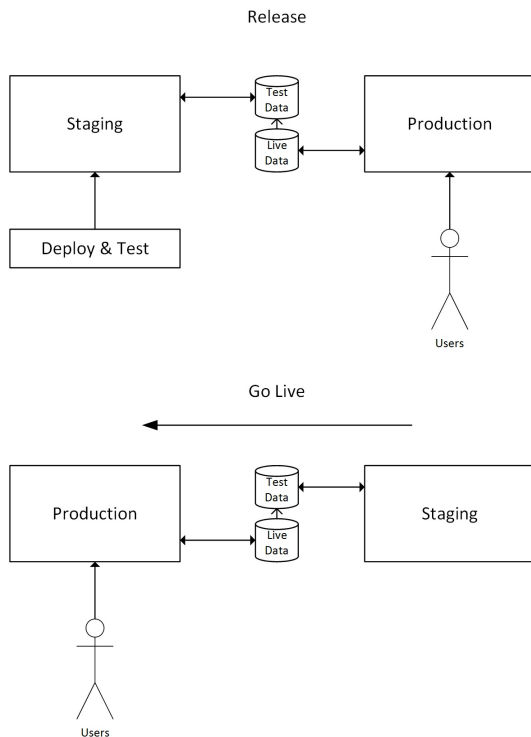 Release
Staging
Test
Data
Live
Data
Production
Deploy & Test
Users
Go Live
Production
Test
Data
Live
Data
Staging
Users